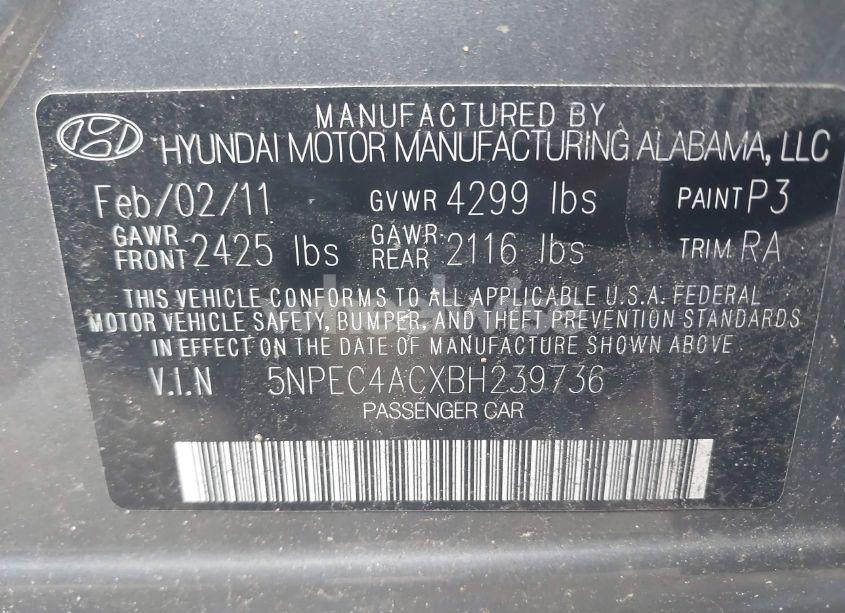 MANUFACTURED BY
HYUNDAI MOTOR MANUFACTURING ALABAMA, LLC
Feb/02/11 GVWR 4299 lbs PAINT P3
GAWR FRONT 2425 lbs GAWR REAR 2116 lbs TRIM RA
THIS VEHICLE CONFORMS TO ALL APPLICABLE U.S.A. FEDERAL
MOTOR VEHICLE SAFETY, BUMPER, AND THEFT PREVENTION STANDARDS
IN EFFECT ON THE DATE OF MANUFACTURE SHOWN ABOVE.
V.I.N 5NPEC4ACXBH239736
PASSENGER CAR